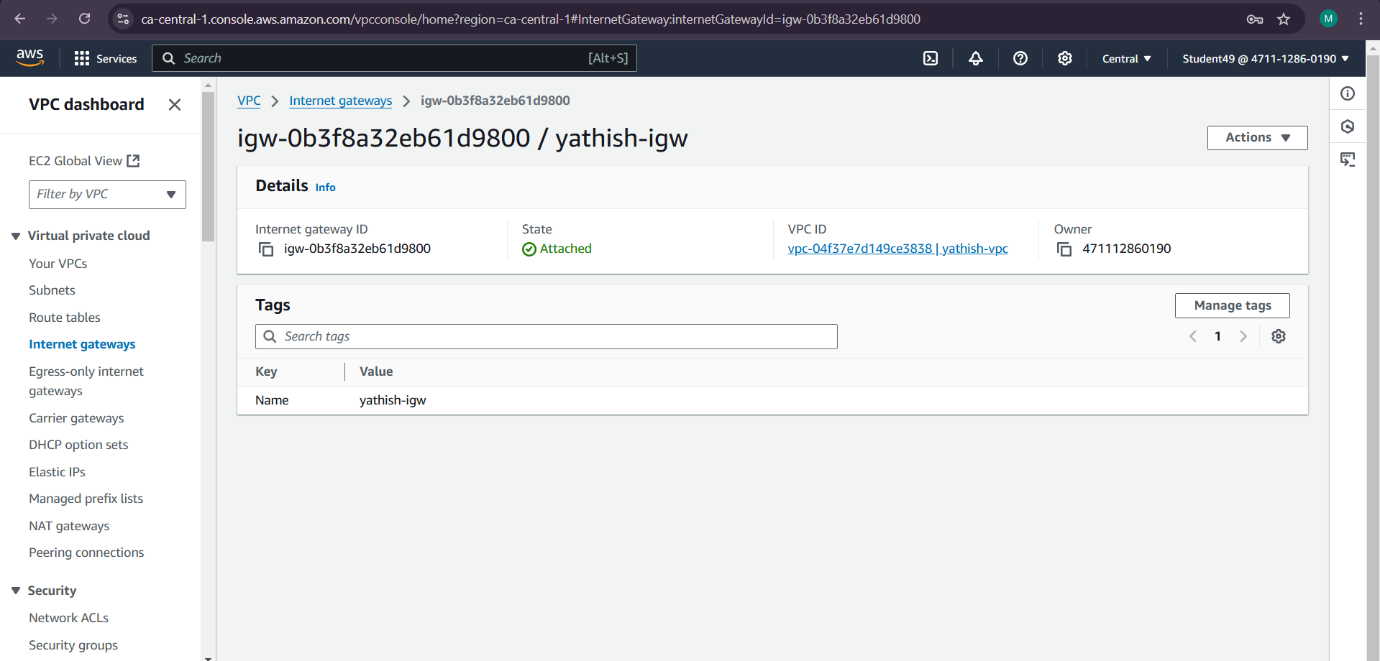 ca-central-1.console.aws.amazon.com/vpcconsole/home?region=ca-central-1#InternetGateway:internetGatewayId=igw-0b3f8a32eb61d9800
M
aws
Services
Search
[Alt+S]
Central
Student49 @ 4711-1286-0190
VPC dashboard
EC2 Global View
Filter by VPC
Virtual private cloud
Your VPCs
Subnets
Route tables
Internet gateways
Egress-only internet
gateways
Carrier gateways
DHCP option sets
Elastic IPs
Managed prefix lists
NAT gateways
Peering connections
Security
Network ACLs
Security groups
VPC > Internet gateways > igw-0b3f8a32eb61d9800
igw-0b3f8a32eb61d9800 / yathish-igw
Actions
Details Info
Internet gateway ID
igw-0b3f8a32eb61d9800
State
Attached
VPC ID
vpc-04f37e7d149ce3838 | yathish-vpc
Owner
471112860190
Tags
Manage tags
Search tags
1
Key Value
Name yathish-igw